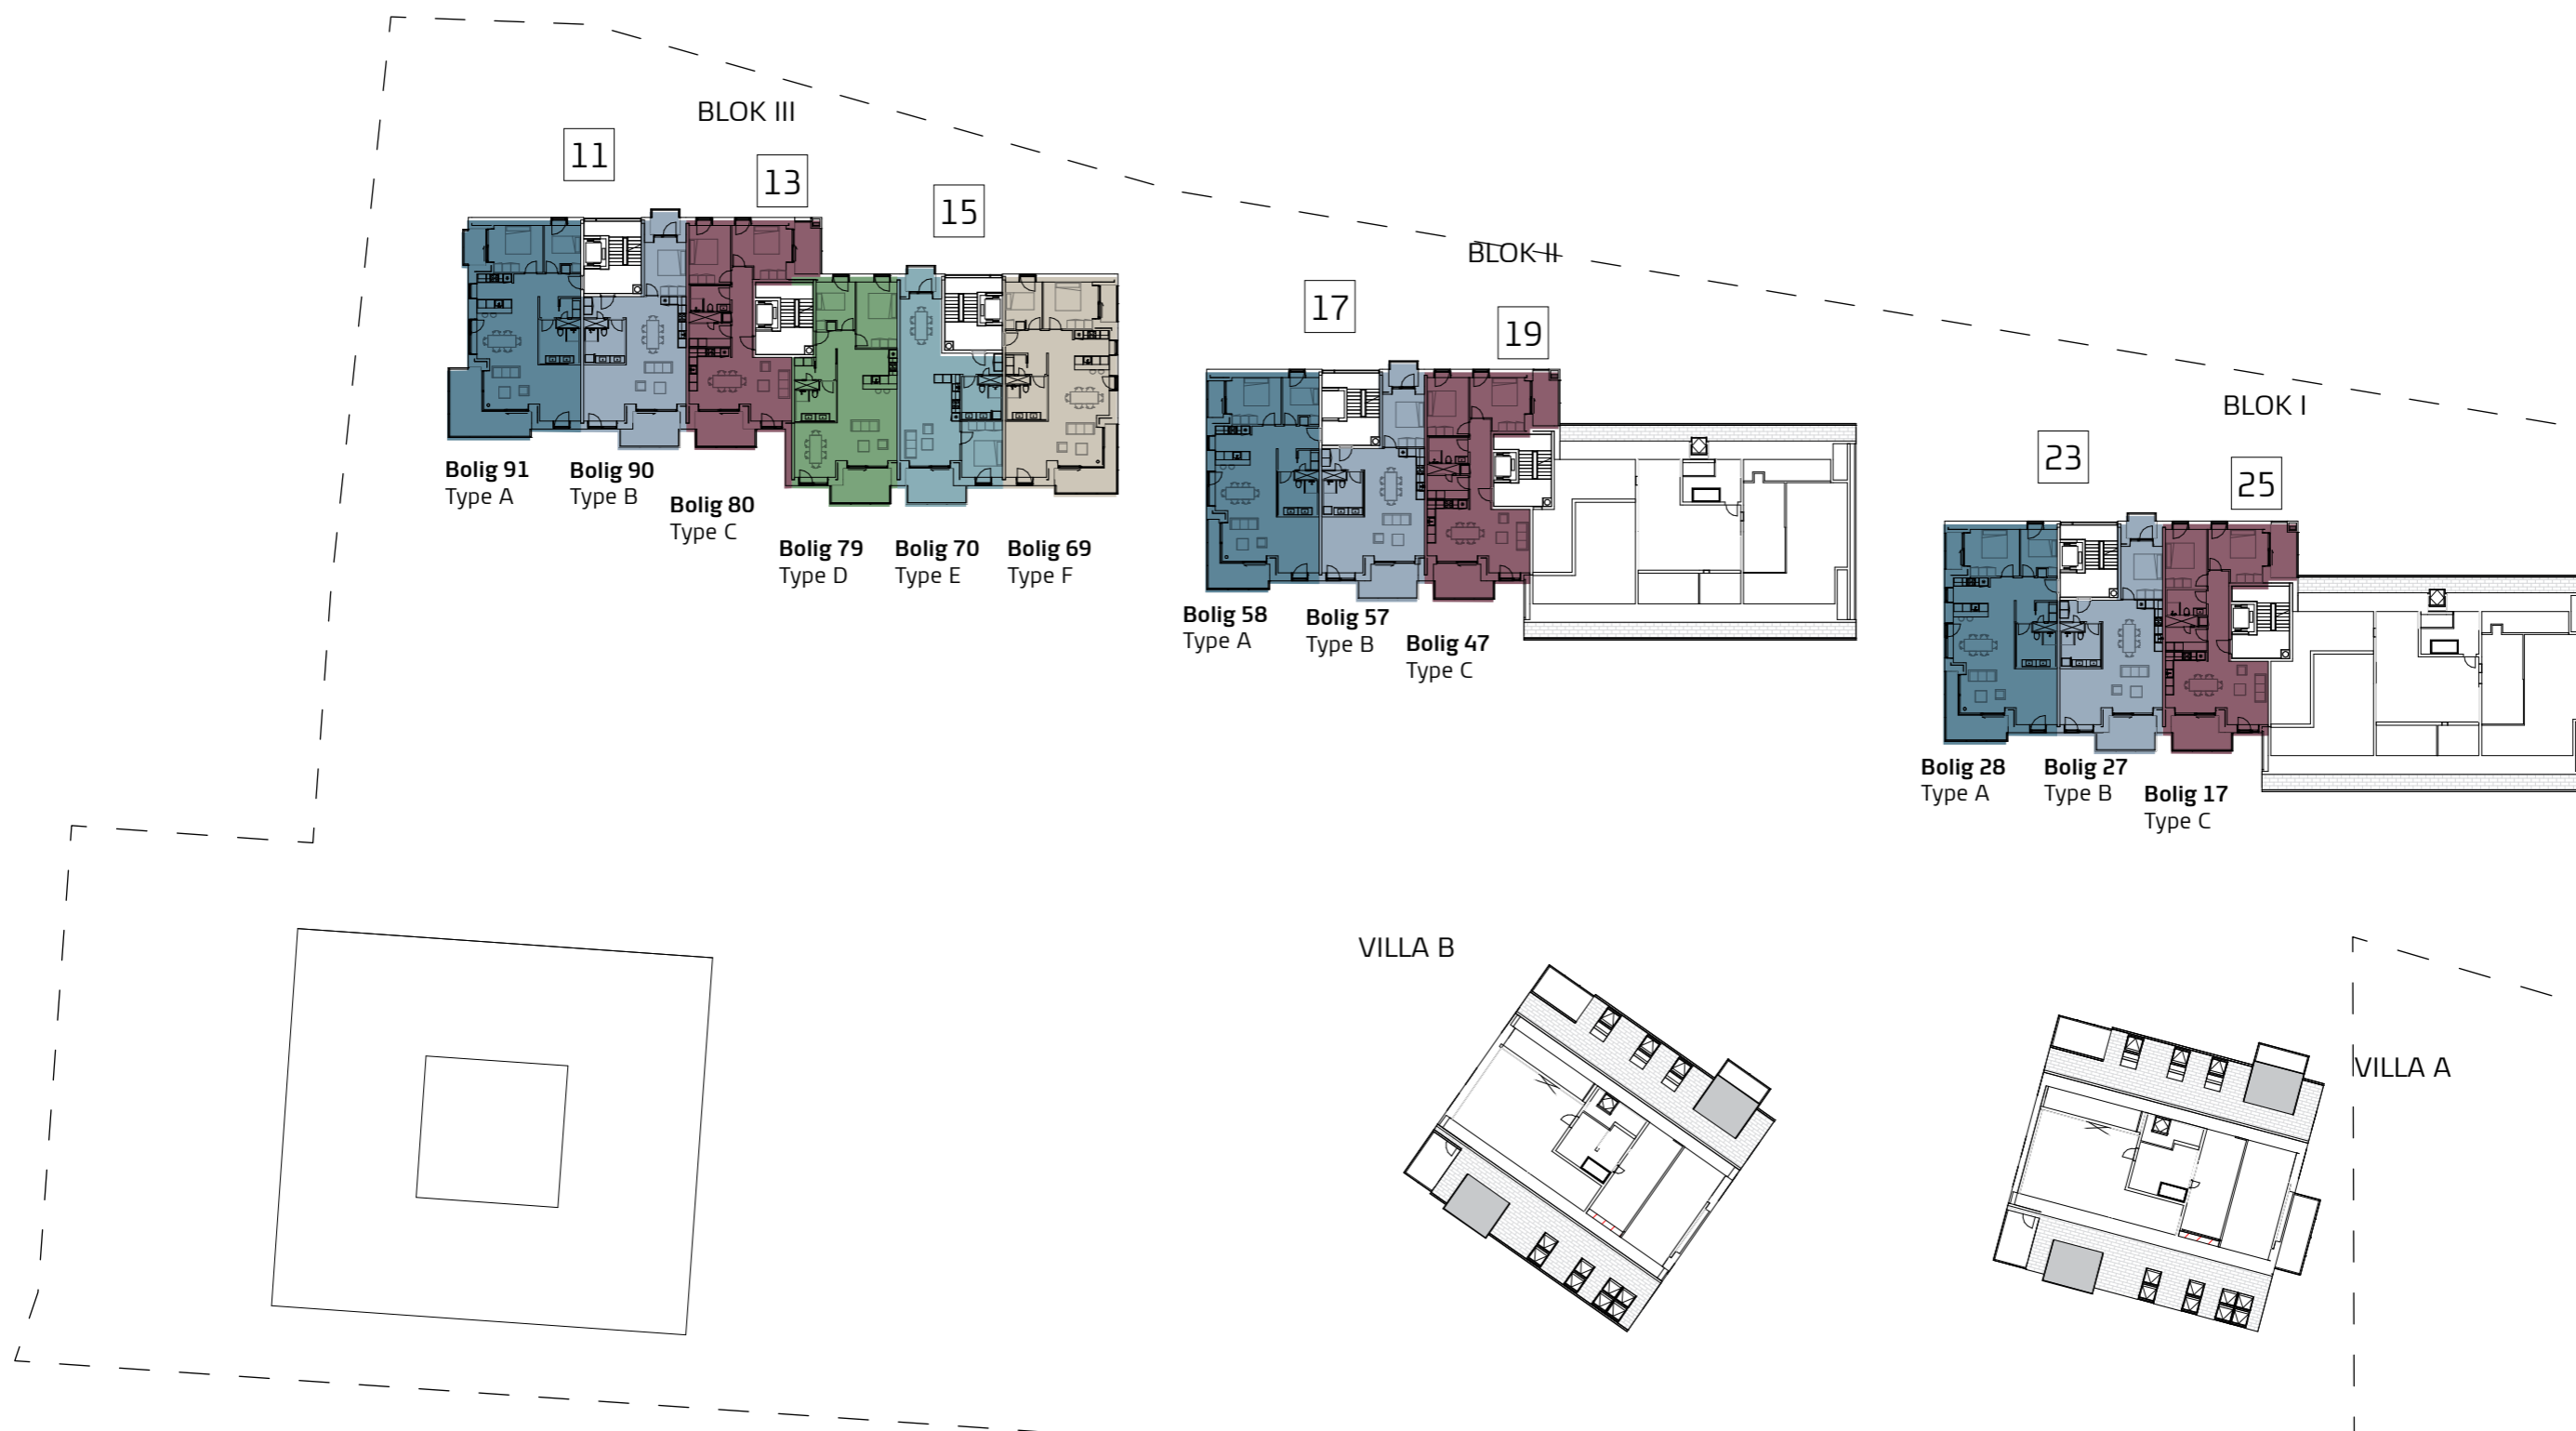 BLOK III
11
13
15
Bolig 91
Type A
Bolig 90
Type B
Bolig 80
Type C
Bolig 79
Type D
Bolig 70
Type E
Bolig 69
Type F
BLOK II
17
19
Bolig 58
Type A
Bolig 57
Type B
Bolig 47
Type C
BLOK I
23
25
Bolig 28
Type A
Bolig 27
Type B
Bolig 17
Type C
VILLA B
VILLA A